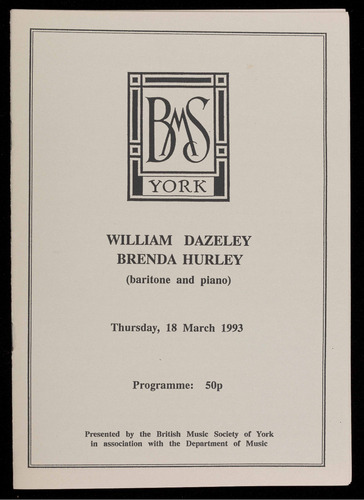 BMS
YORK
WILLIAM DAZELEY
BRENDA HURLEY
(baritone and piano)
Thursday, 18 March 1993
Programme: 50p
Presented by the British Music Society of York
in association with the Department of Music